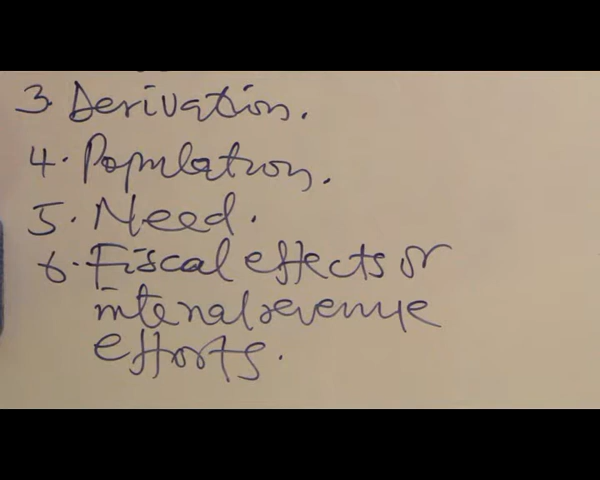 3. Derivation.
4. Population.
5. Need.
6. Fiscal effects or
internal revenue
efforts.